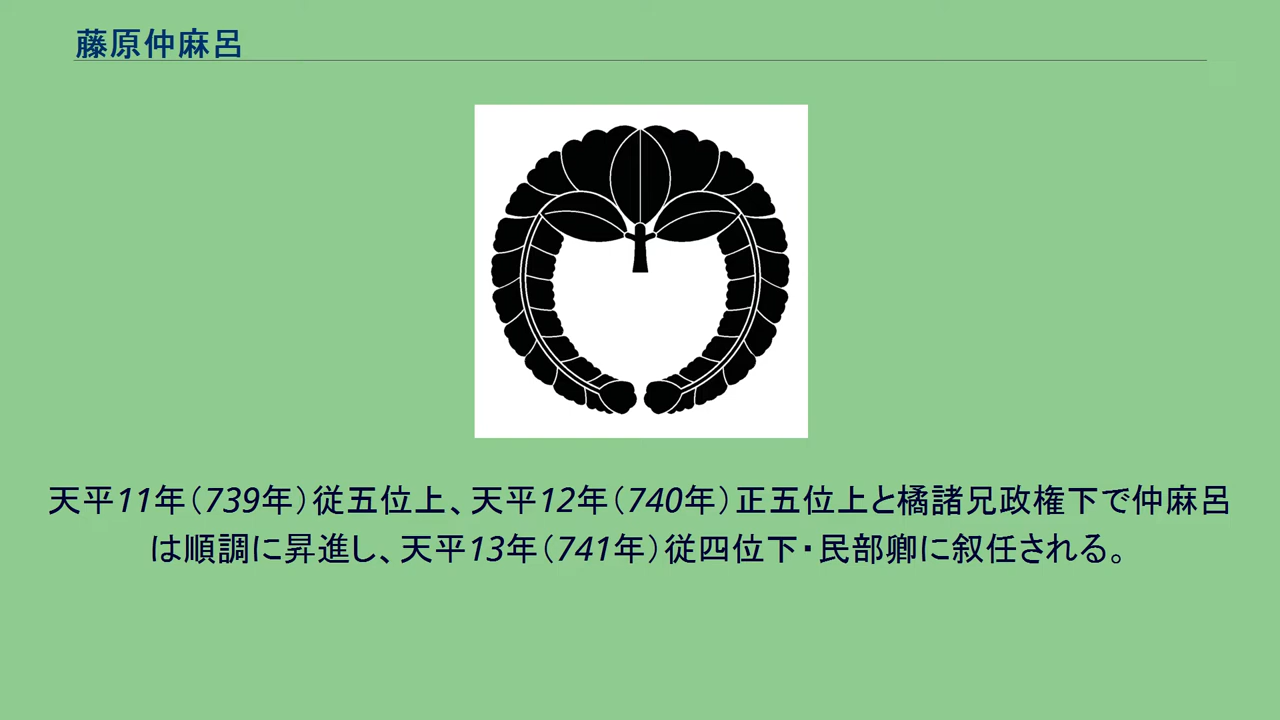 藤原仲麻呂
天平11年（739年）従五位上、天平12年（740年）正五位上と橘諸兄政権下で仲麻呂
は順調に昇進し、天平13年（741年）従四位下・民部卿に叙任される。